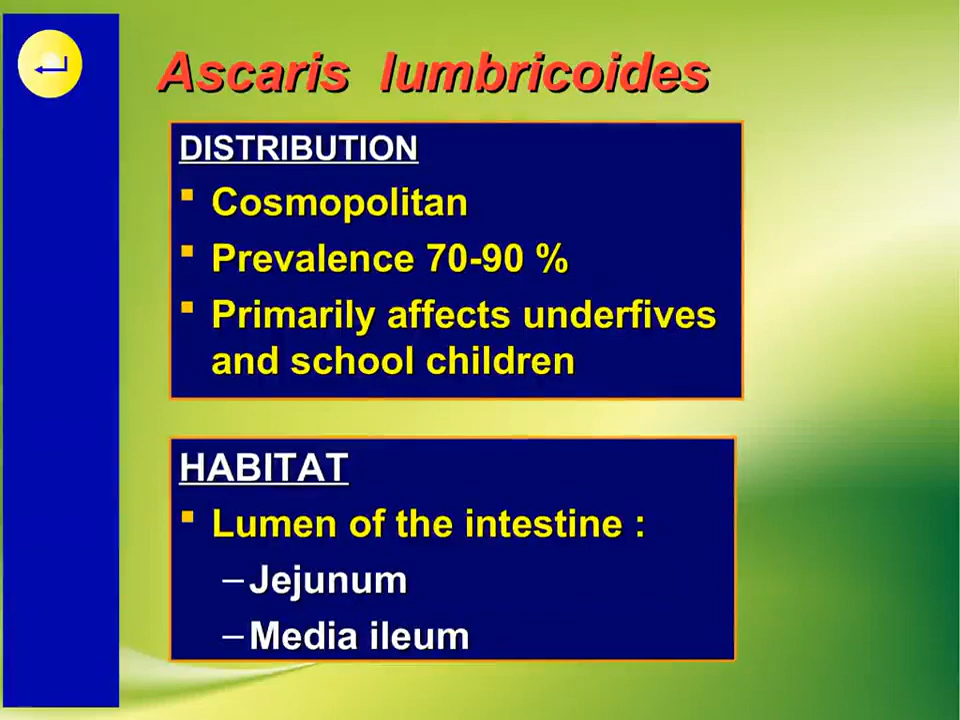 Ascaris lumbricoides
DISTRIBUTION
▪ Cosmopolitan
▪ Prevalence 70-90 %
▪ Primarily affects underfives
and school children
HABITAT
▪ Lumen of the intestine :
–Jejunum
–Media ileum